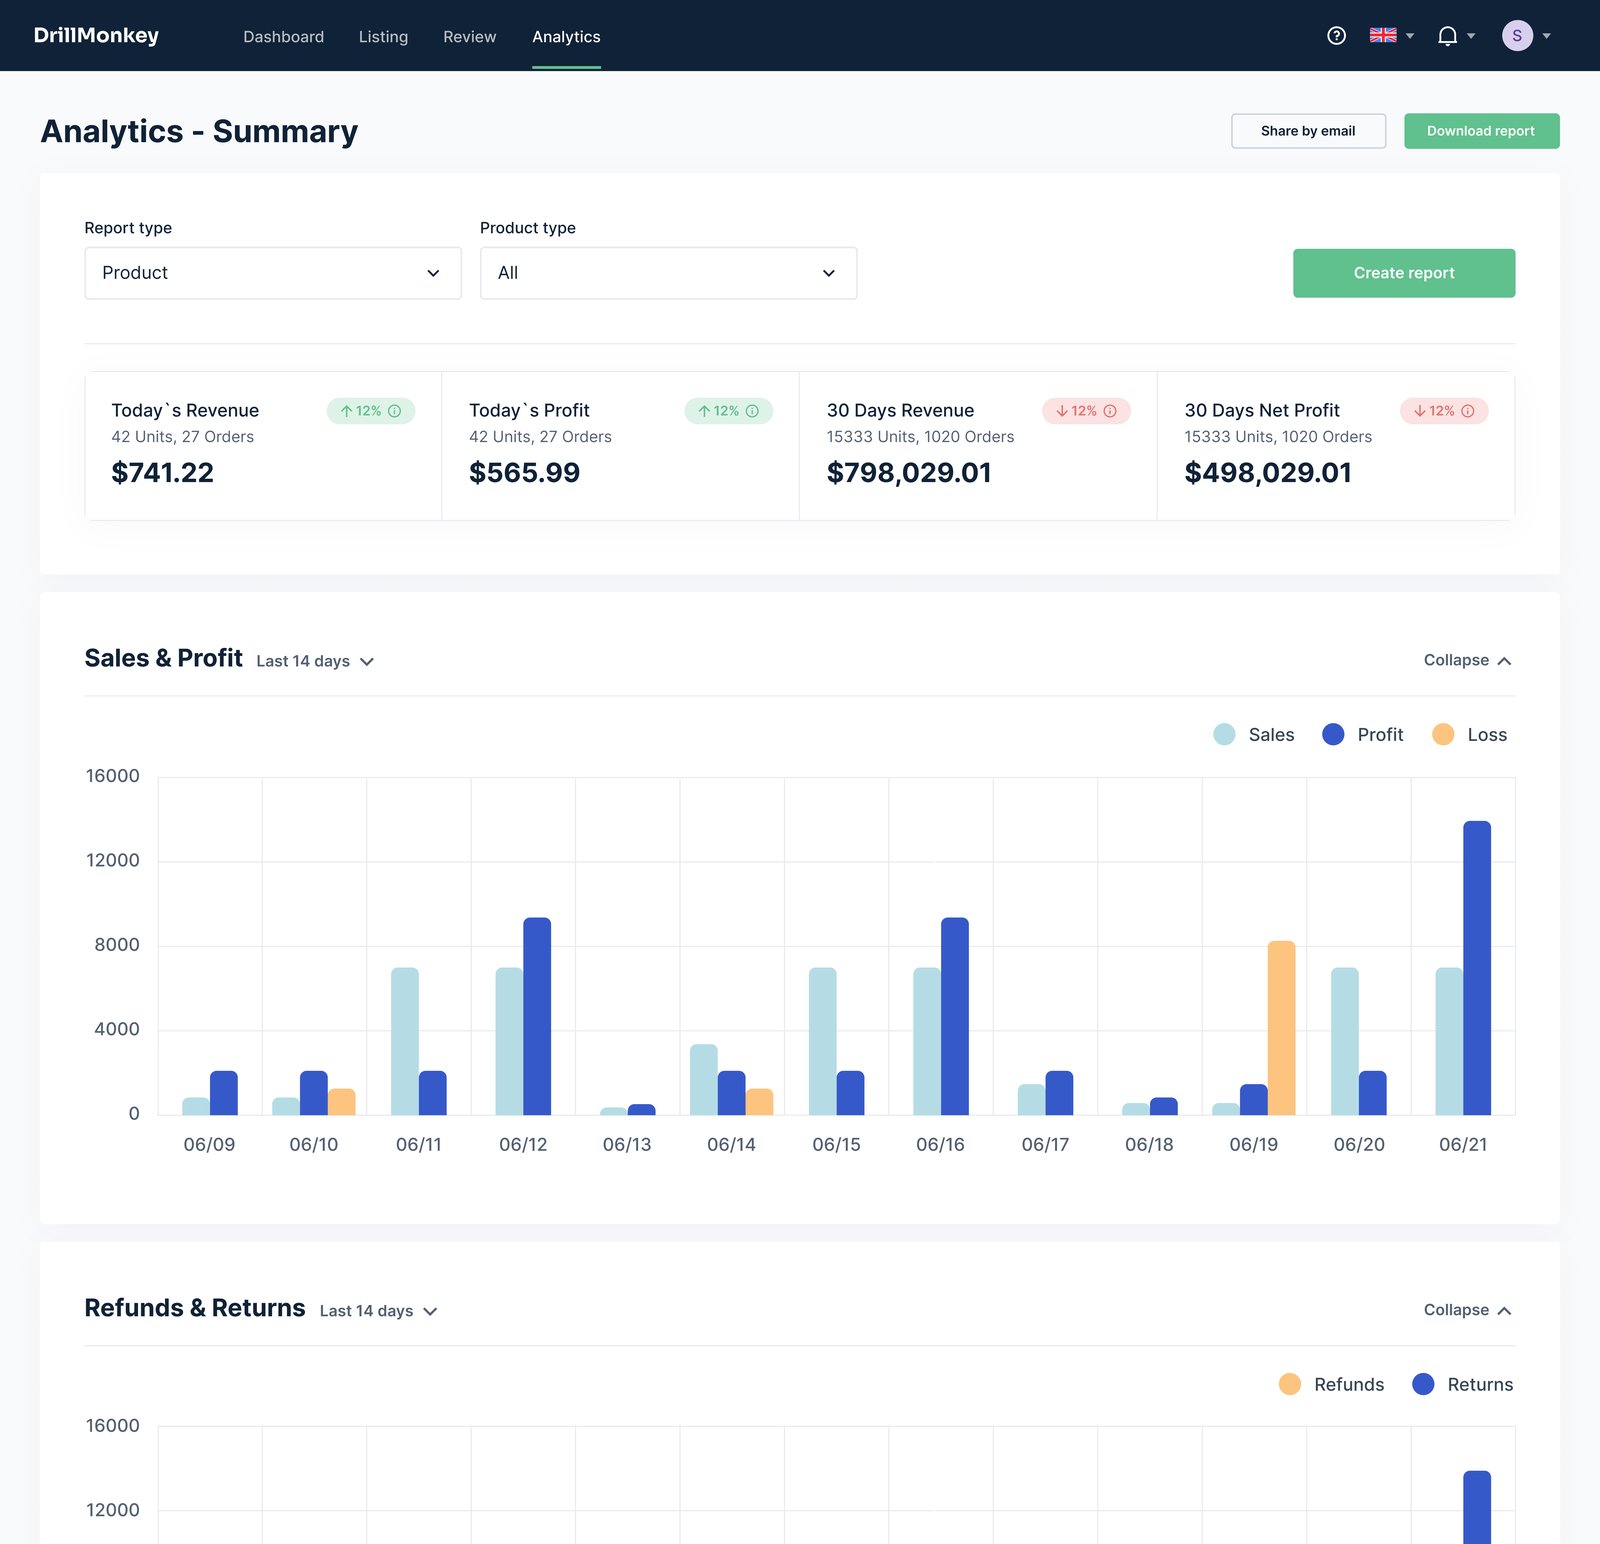 DrillMonkey Dashboard Listing Review Analytics S
Analytics - Summary Share by email Download report
Report type Product type
Product All Create report
Today`s Revenue 12% Today`s Profit 12% 30 Days Revenue 12% 30 Days Net Profit 12%
42 Units, 27 Orders 42 Units, 27 Orders 15333 Units, 1020 Orders 15333 Units, 1020 Orders
$741.22 $565.99 $798,029.01 $498,029.01
Sales & Profit Last 14 days Collapse
Sales Profit Loss
16000
12000
8000
4000
0
06/09 06/10 06/11 06/12 06/13 06/14 06/15 06/16 06/17 06/18 06/19 06/20 06/21
Refunds & Returns Last 14 days Collapse
Refunds Returns
16000
12000